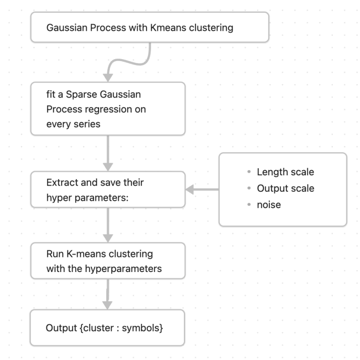 Gaussian Process with Kmeans clustering
fit a Sparse Gaussian
Process regression on
every series
Extract and save their
hyper parameters:
Length scale
Output scale
noise
Run K-means clustering
with the hyperparameters
Output {cluster : symbols}